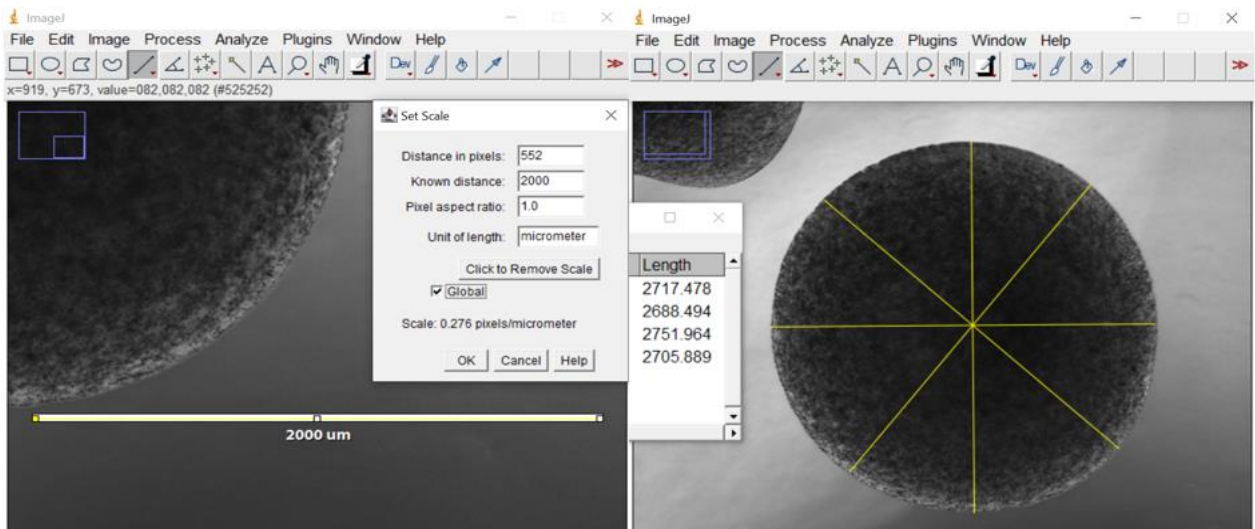 ImageJ
File Edit Image Process Analyze Plugins Window Help
A Dev
x=919, y=673, value=082,082,082 (#525252)
Set Scale
Distance in pixels: 552
Known distance: 2000
Pixel aspect ratio: 1.0
Unit of length: micrometer
Click to Remove Scale
Global
Scale: 0.276 pixels/micrometer
OK Cancel Help
2000 um
ImageJ
File Edit Image Process Analyze Plugins Window Help
A Dev
Length
2717.478
2688.494
2751.964
2705.889